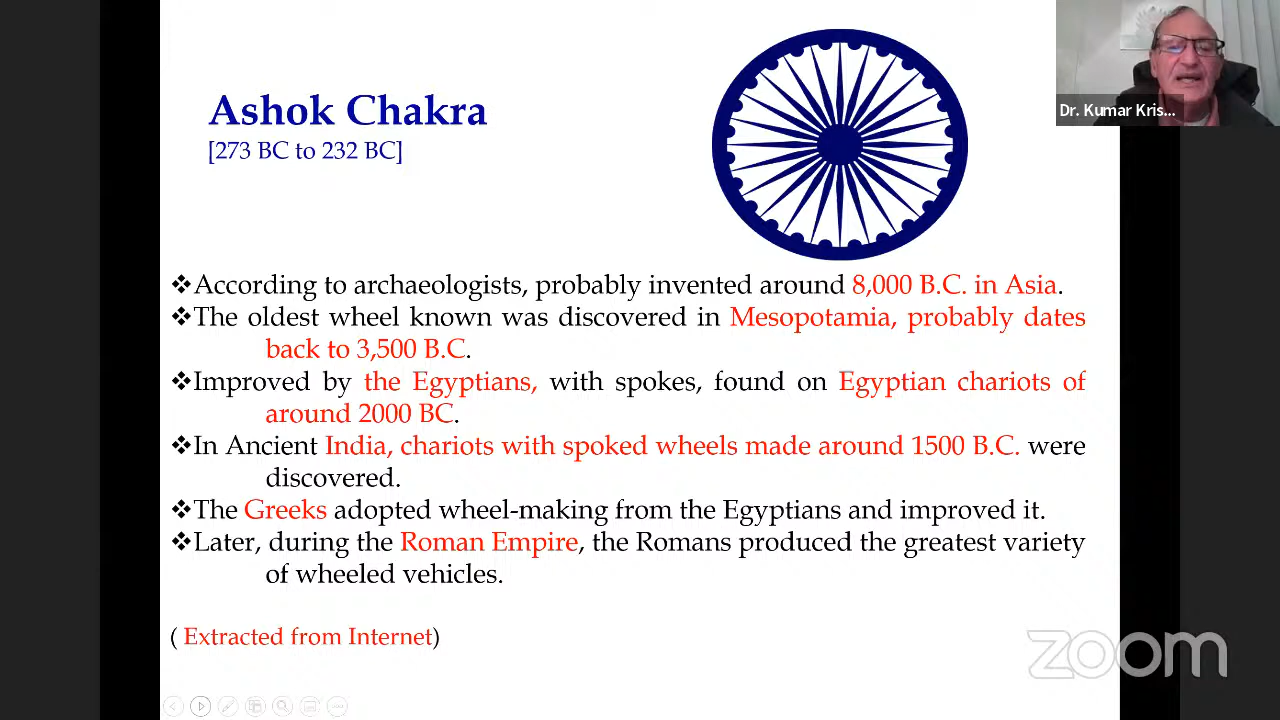 Ashok Chakra
[273 BC to 232 BC]
Dr. Kumar Kris...
❖According to archaeologists, probably invented around 8,000 B.C. in Asia.
❖The oldest wheel known was discovered in Mesopotamia, probably dates
back to 3,500 B.C.
❖Improved by the Egyptians, with spokes, found on Egyptian chariots of
around 2000 BC.
❖In Ancient India, chariots with spoked wheels made around 1500 B.C. were
discovered.
❖The Greeks adopted wheel-making from the Egyptians and improved it.
❖Later, during the Roman Empire, the Romans produced the greatest variety
of wheeled vehicles.
( Extracted from Internet)
zoom